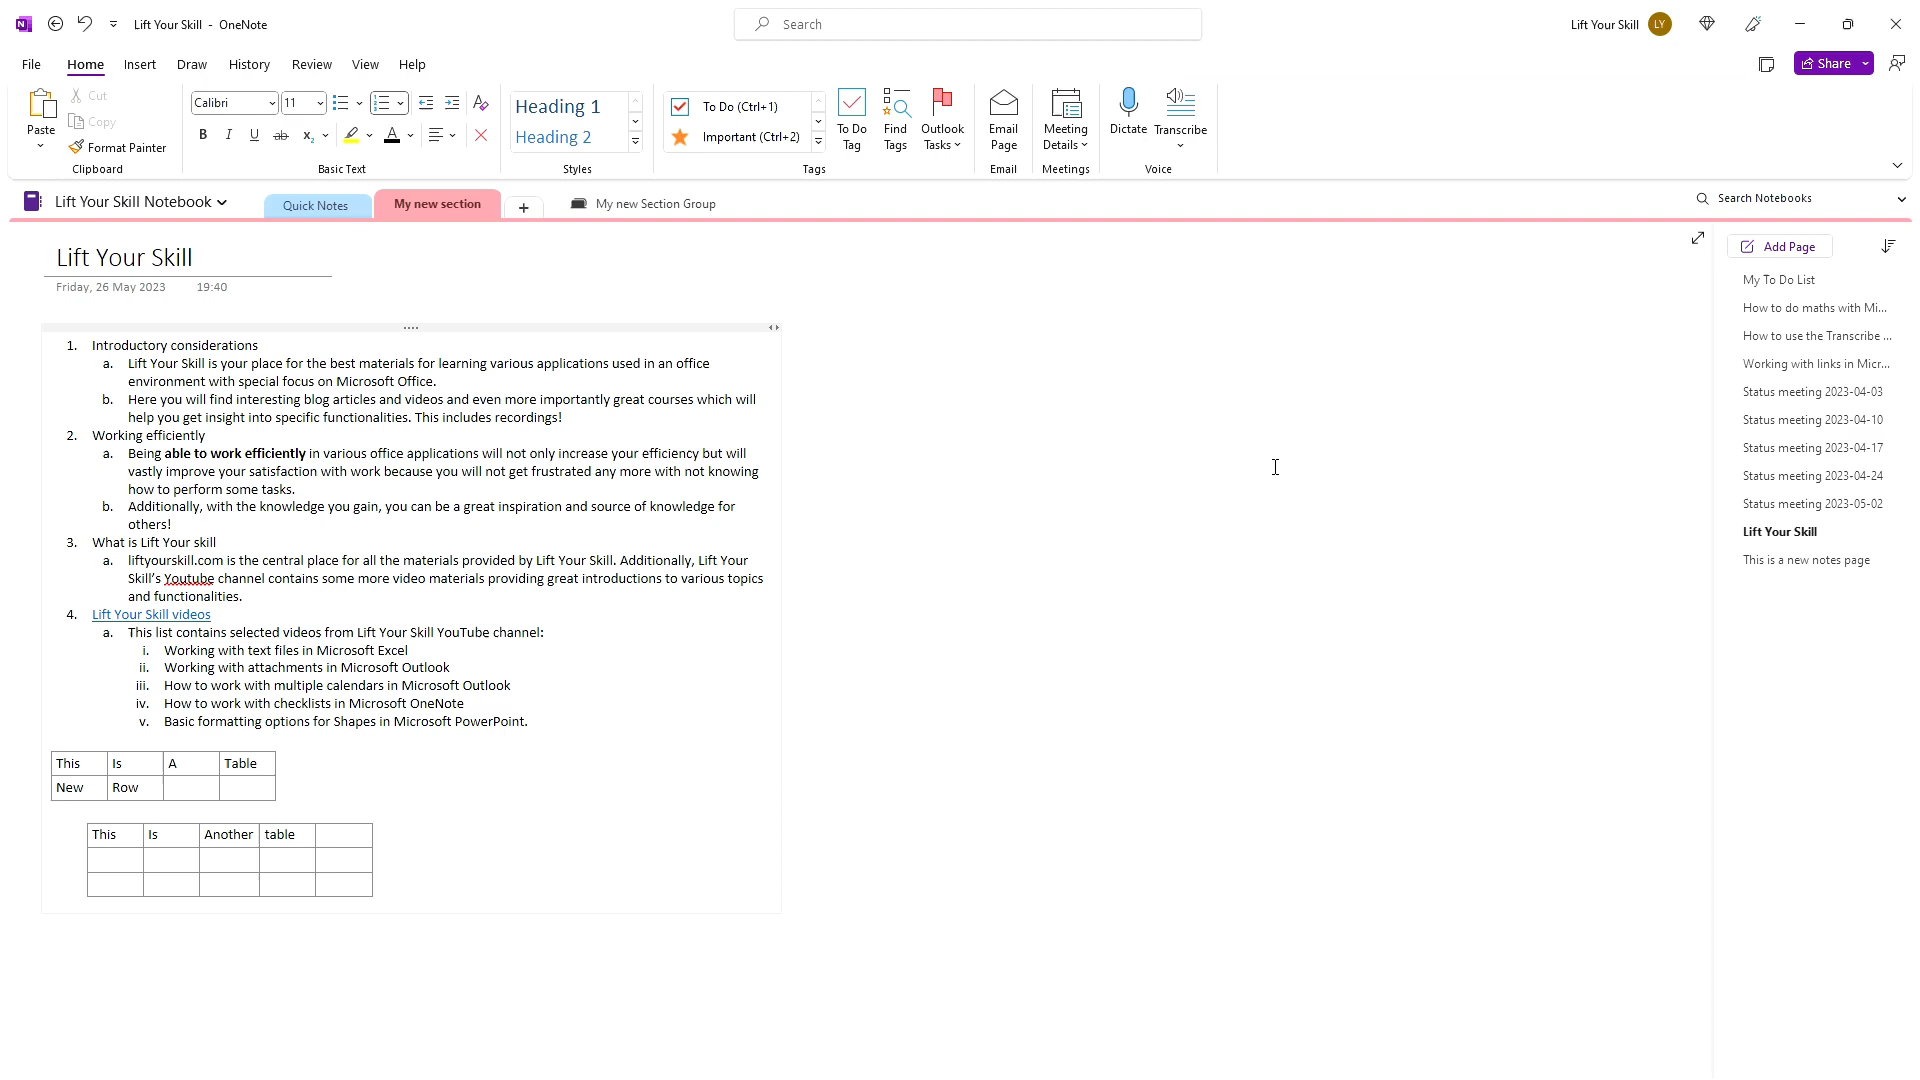 Lift Your Skill - OneNote
Search
Lift Your Skill LY
File Home Insert Draw History Review View Help
Share
Paste
Cut
Copy
Format Painter
Clipboard
Calibri 11
B I U ab x₂ A
Basic Text
Heading 1
Heading 2
Styles
To Do (Ctrl+1)
Important (Ctrl+2)
To Do Tag
Find Tags
Outlook Tasks
Tags
Email Page
Email
Meeting Details
Meetings
Dictate
Transcribe
Voice
Lift Your Skill Notebook
Quick Notes
My new section
+
My new Section Group
Search Notebooks
Lift Your Skill
Friday, 26 May 2023 19:40
1. Introductory considerations
a. Lift Your Skill is your place for the best materials for learning various applications used in an office
environment with special focus on Microsoft Office.
b. Here you will find interesting blog articles and videos and even more importantly great courses which will
help you get insight into specific functionalities. This includes recordings!
2. Working efficiently
a. Being able to work efficiently in various office applications will not only increase your efficiency but will
vastly improve your satisfaction with work because you will not get frustrated any more with not knowing
how to perform some tasks.
b. Additionally, with the knowledge you gain, you can be a great inspiration and source of knowledge for
others!
3. What is Lift Your skill
a. liftyourskill.com is the central place for all the materials provided by Lift Your Skill. Additionally, Lift Your
Skill's Youtube channel contains some more video materials providing great introductions to various topics
and functionalities.
4. Lift Your Skill videos
a. This list contains selected videos from Lift Your Skill YouTube channel:
i. Working with text files in Microsoft Excel
ii. Working with attachments in Microsoft Outlook
iii. How to work with multiple calendars in Microsoft Outlook
iv. How to work with checklists in Microsoft OneNote
v. Basic formatting options for Shapes in Microsoft PowerPoint.
This Is A Table
New Row
This Is Another table
Add Page
My To Do List
How to do maths with Mi...
How to use the Transcribe ...
Working with links in Micr...
Status meeting 2023-04-03
Status meeting 2023-04-10
Status meeting 2023-04-17
Status meeting 2023-04-24
Status meeting 2023-05-02
Lift Your Skill
This is a new notes page